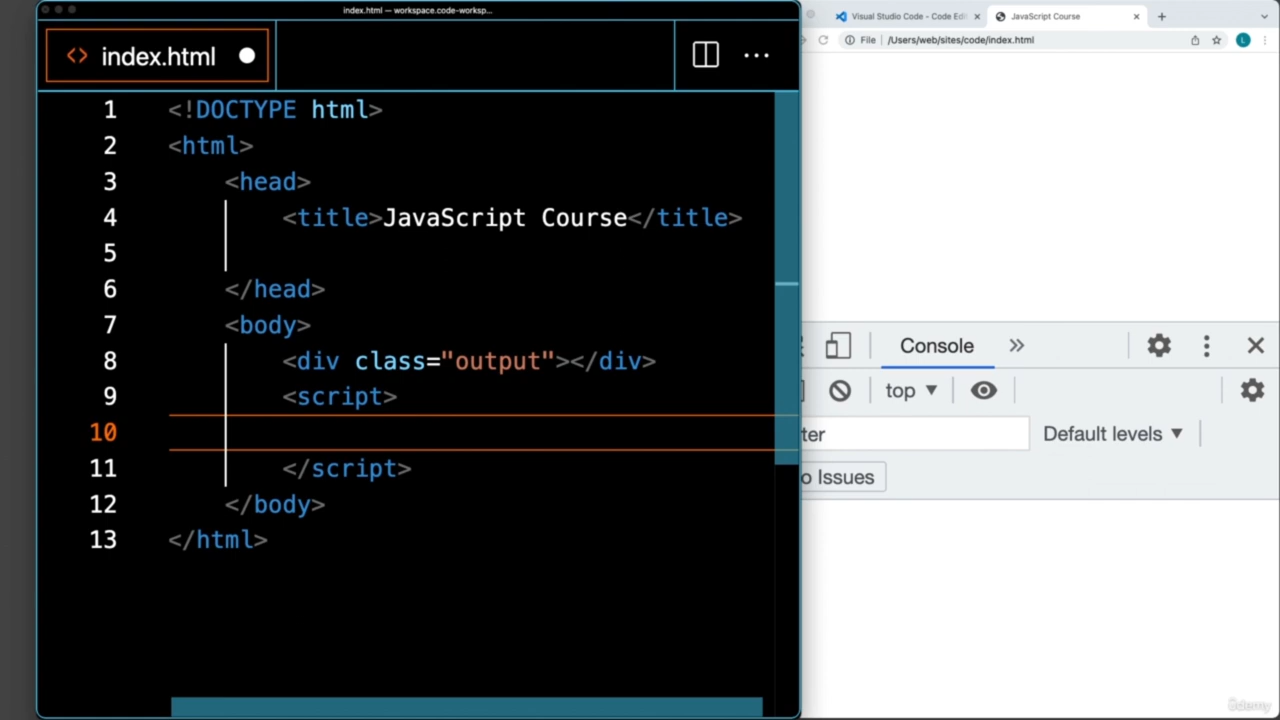 index.html — workspace.code-worksp...
index.html
1 <!DOCTYPE html>
2 <html>
3 <head>
4 <title>JavaScript Course</title>
5
6 </head>
7 <body>
8 <div class="output"></div>
9 <script>
10
11 </script>
12 </body>
13 </html>
Visual Studio Code - Code Edi
JavaScript Course
File /Users/web/sites/code/index.html
L
Console
top
ter
Default levels
o Issues
ûdemy